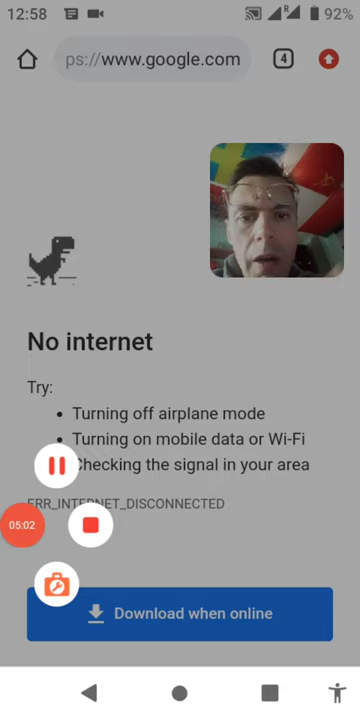 12:58
R
92%
ps://www.google.com
4
No internet
Try:
• Turning off airplane mode
• Turning on mobile data or Wi-Fi
Checking the signal in your area
ERR_INTERNET_DISCONNECTED
05:02
Download when online